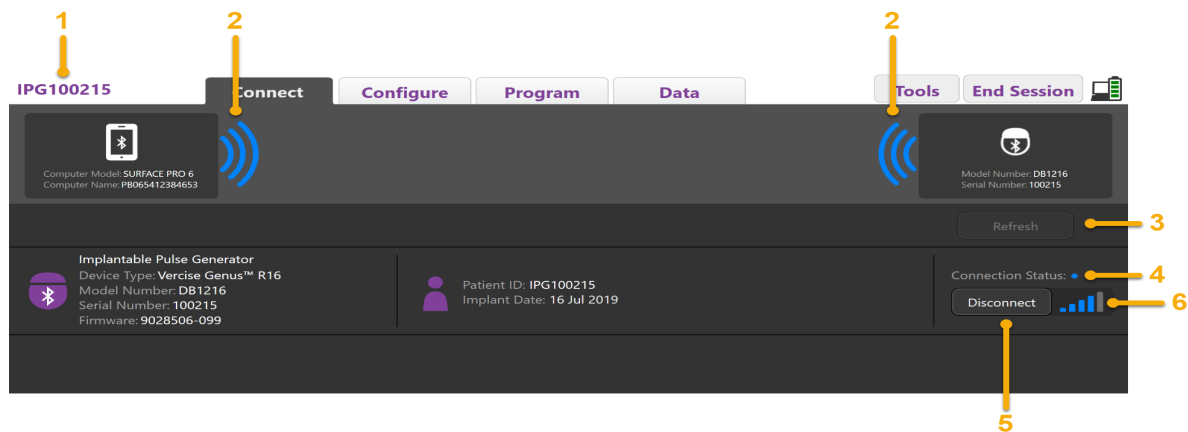 1
2
2
IPG100215
Connect
Configure
Program
Data
Tools
End Session
Computer Model: SURFACE PRO 6
Computer Name: PB065412384653
Model Number: DB1216
Serial Number: 100215
Refresh
3
Implantable Pulse Generator
Device Type: Vercise Genus™ R16
Model Number: DB1216
Serial Number: 100215
Firmware: 9028506-099
Patient ID: IPG100215
Implant Date: 16 Jul 2019
Connection Status:
4
Disconnect
6
5